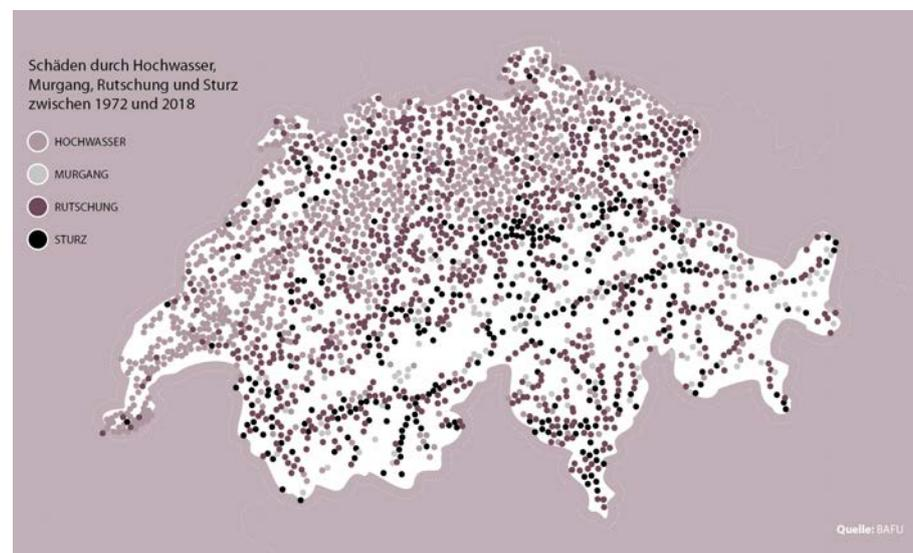 Schäden durch Hochwasser,
Murgang, Rutschung und Sturz
zwischen 1972 und 2018
HOCHWASSER
MURGANG
RUTSCHUNG
STURZ
Quelle: BAFU